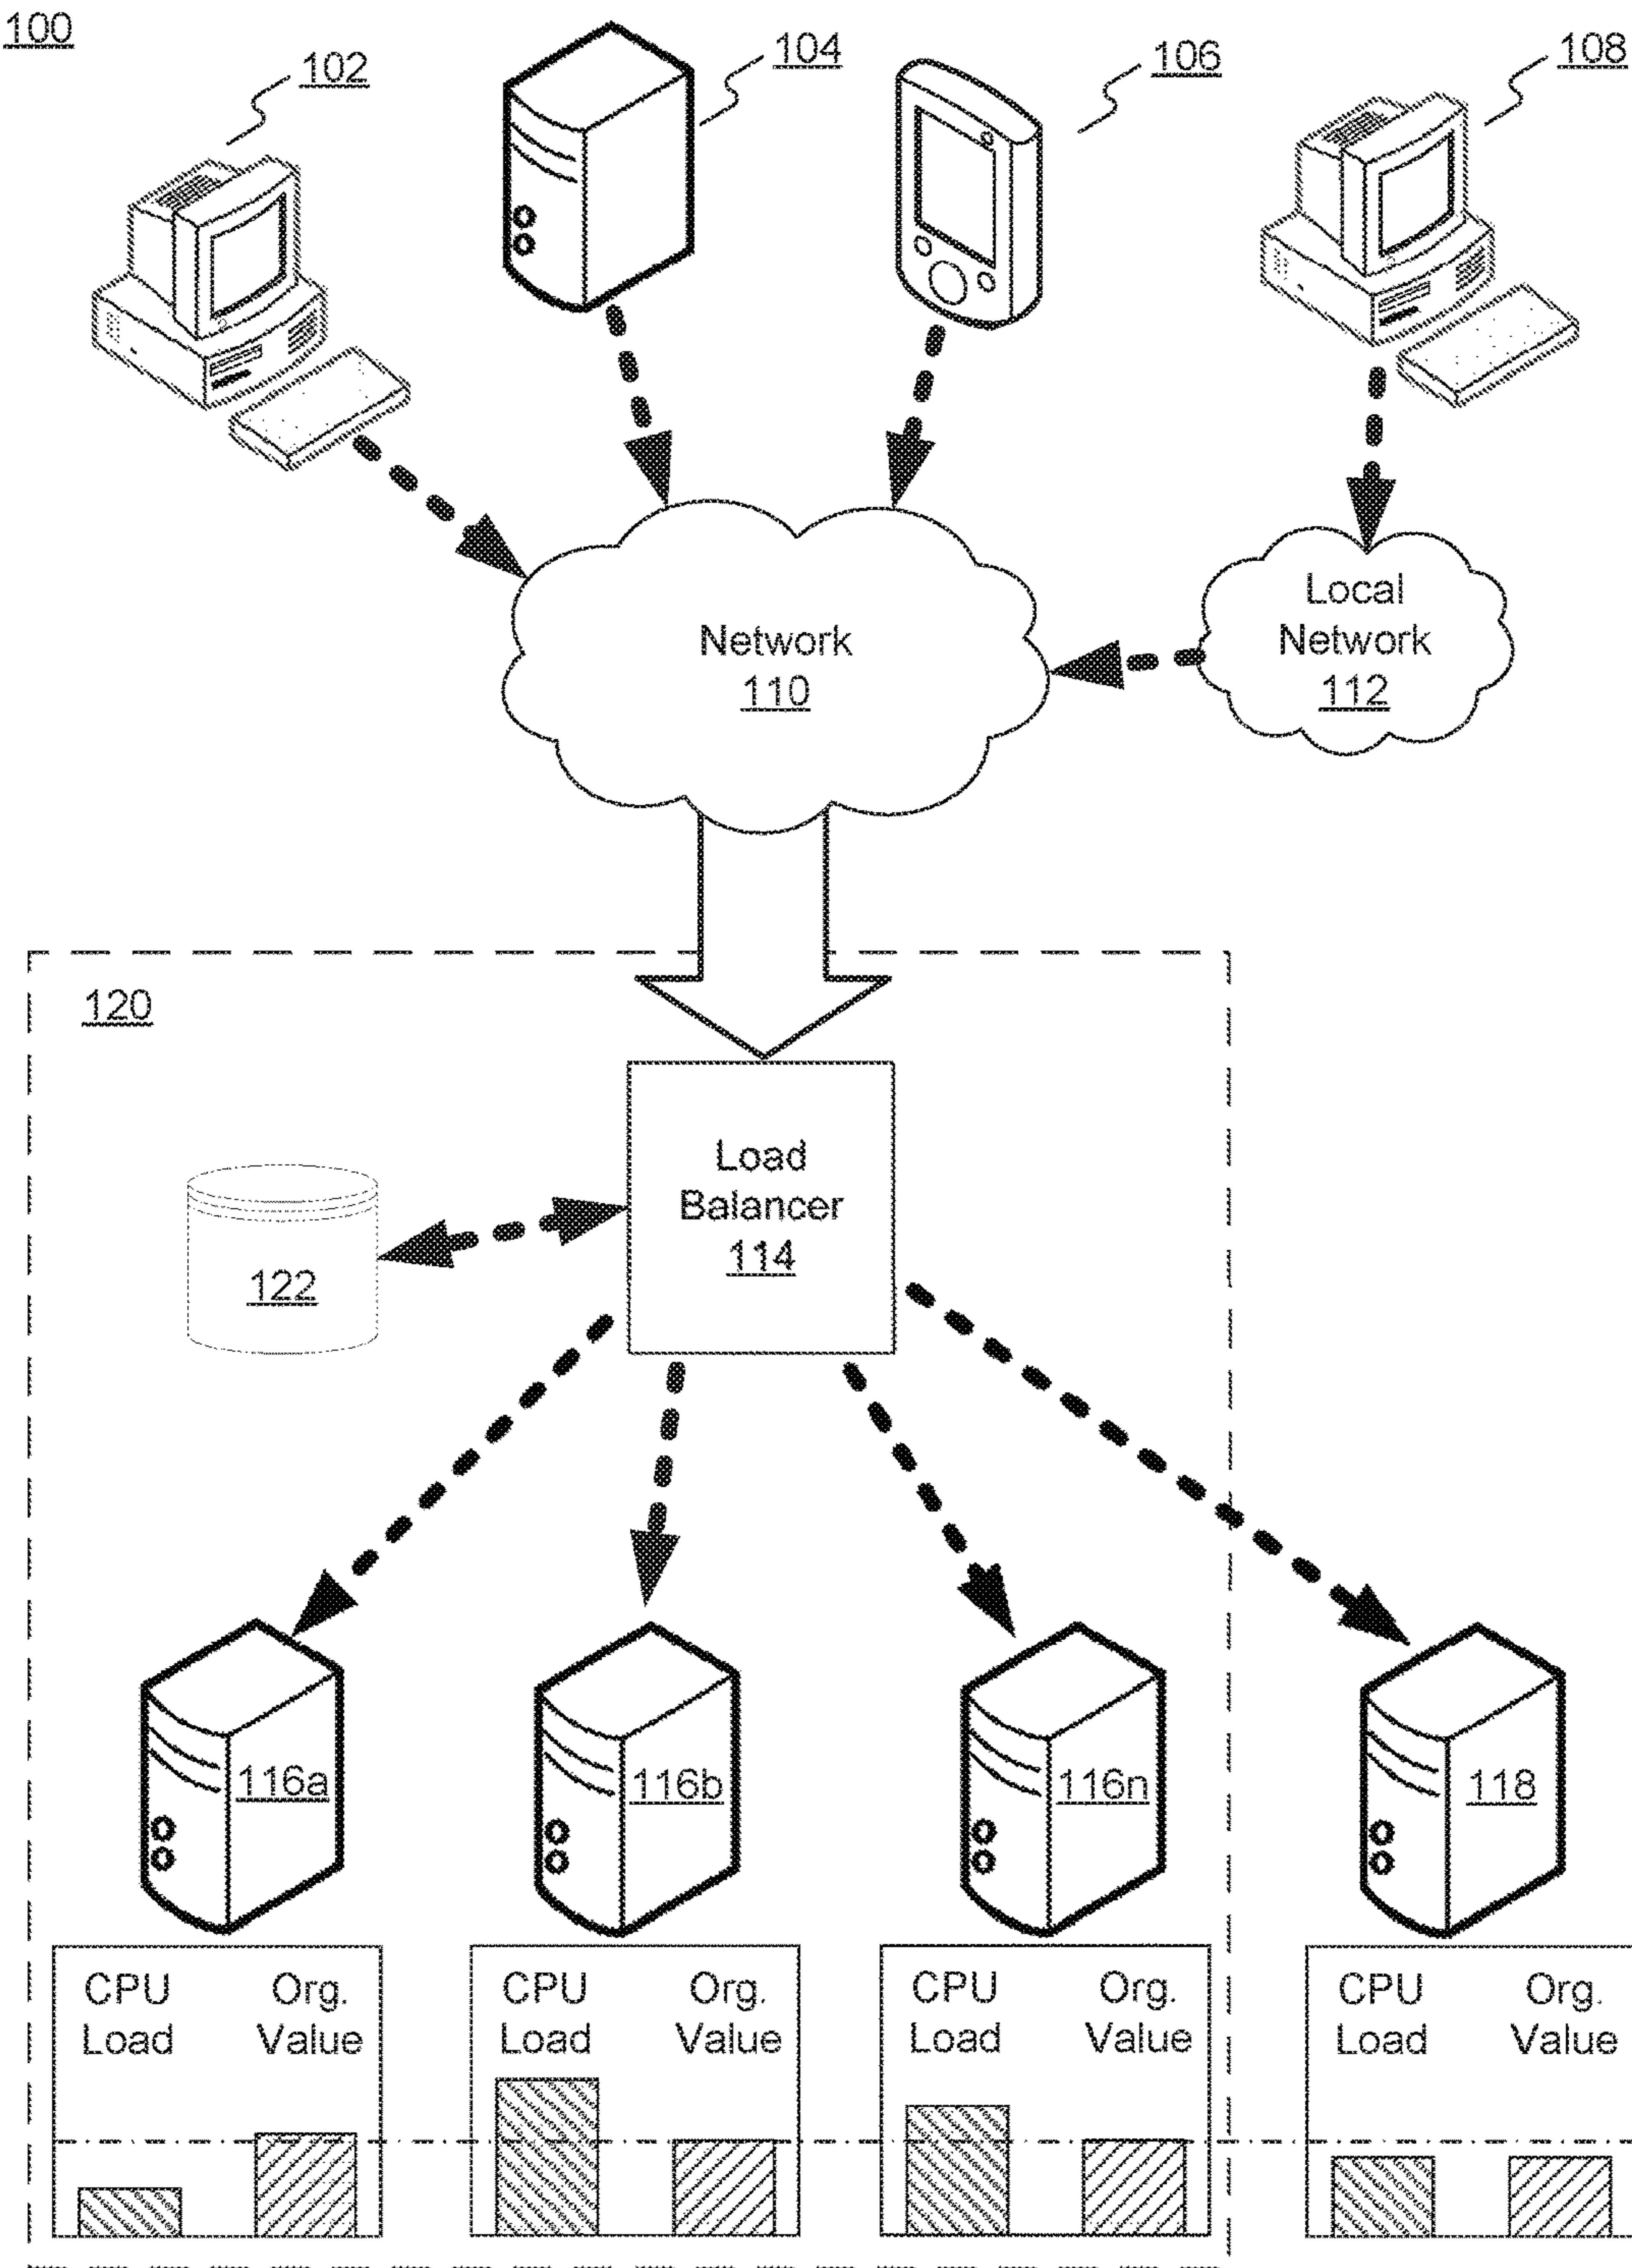 100
102
104
106
108
Local
Network
112
Network
110
120
Load
Balancer
114
122
116a
116b
116n
118
CPU
Load
Org.
Value
CPU
Load
Org.
Value
CPU
Load
Org.
Value
CPU
Load
Org.
Value